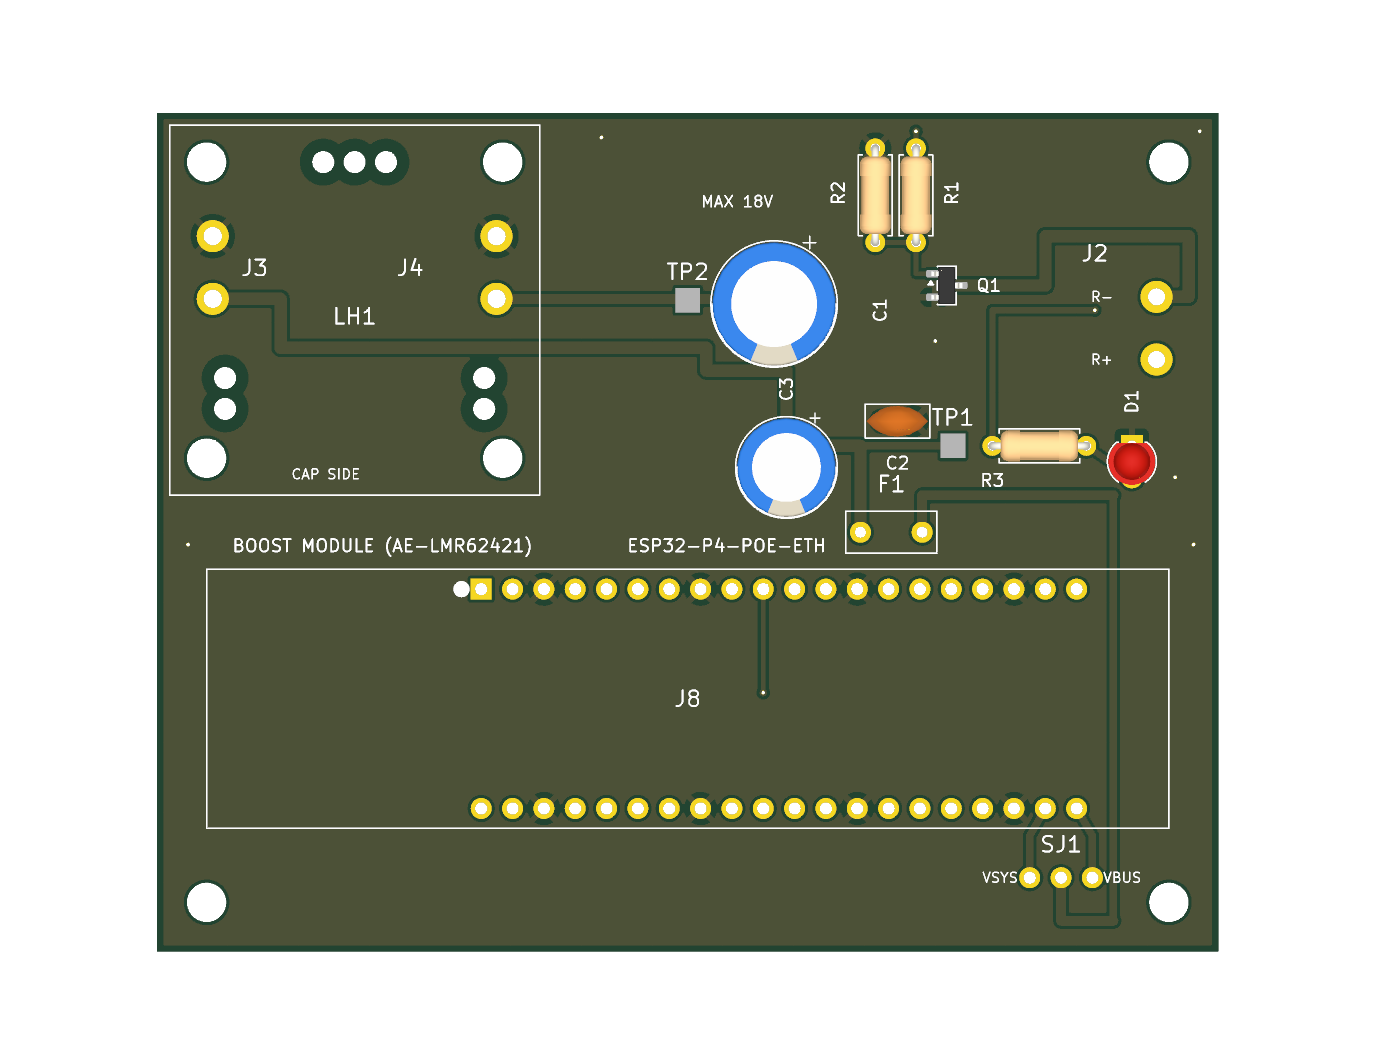 R2
R1
MAX 18V
J2
J3
J4
TP2
Q1
R-
C1
LH1
R+
C3
D1
TP1
CAP SIDE
C2
F1
R3
BOOST MODULE (AE-LMR62421)
ESP32-P4-POE-ETH
J8
SJ1
VSYS
VBUS